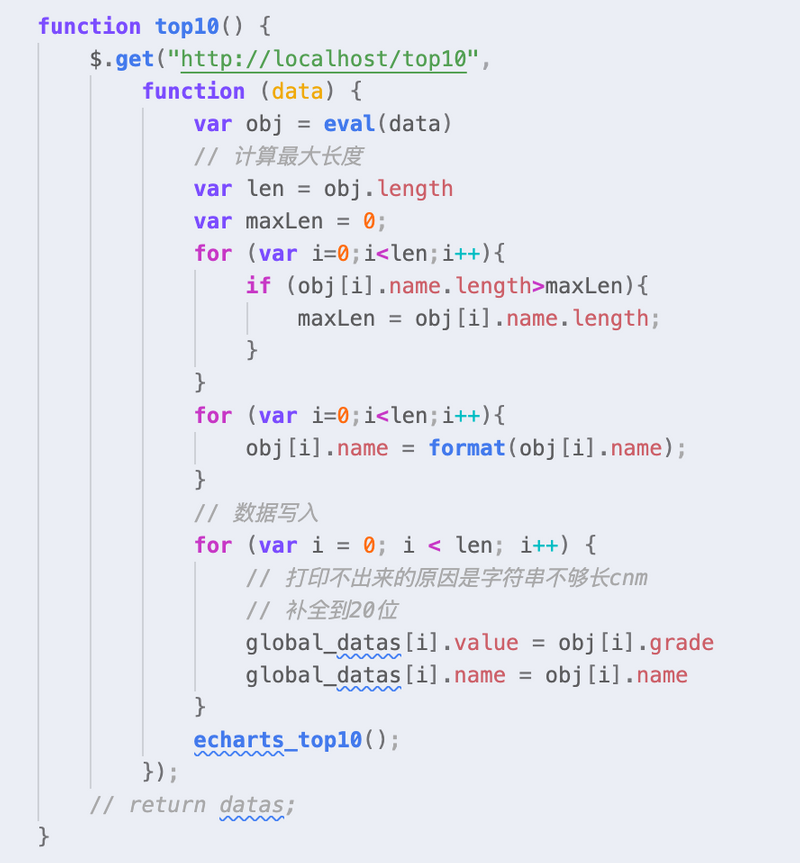 function top10() {
    $.get("http://localhost/top10",
        function (data) {
            var obj = eval(data)
            // 计算最大长度
            var len = obj.length
            var maxLen = 0;
            for (var i=0;i<len;i++){
                if (obj[i].name.length>maxLen){
                    maxLen = obj[i].name.length;
                }
            }
            for (var i=0;i<len;i++){
                obj[i].name = format(obj[i].name);
            }
            // 数据写入
            for (var i = 0; i < len; i++) {
                // 打印不出来的原因是字符串不够长cnm
                // 补全到20位
                global_datas[i].value = obj[i].grade
                global_datas[i].name = obj[i].name
            }
            echarts_top10();
        });
    // return datas;
}